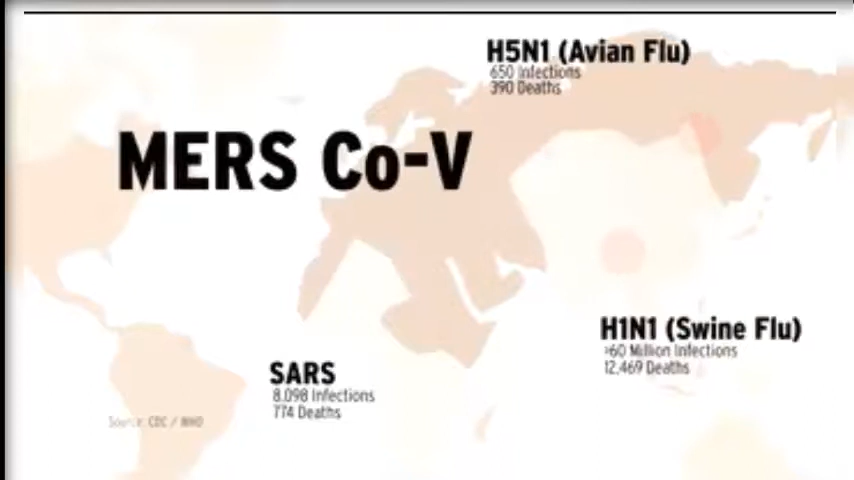 H5N1 (Avian Flu)
650 Infections
390 Deaths
MERS Co-V
H1N1 (Swine Flu)
>60 Million Infections
12,469 Deaths
SARS
8,098 Infections
774 Deaths
Source: CDC / WHO